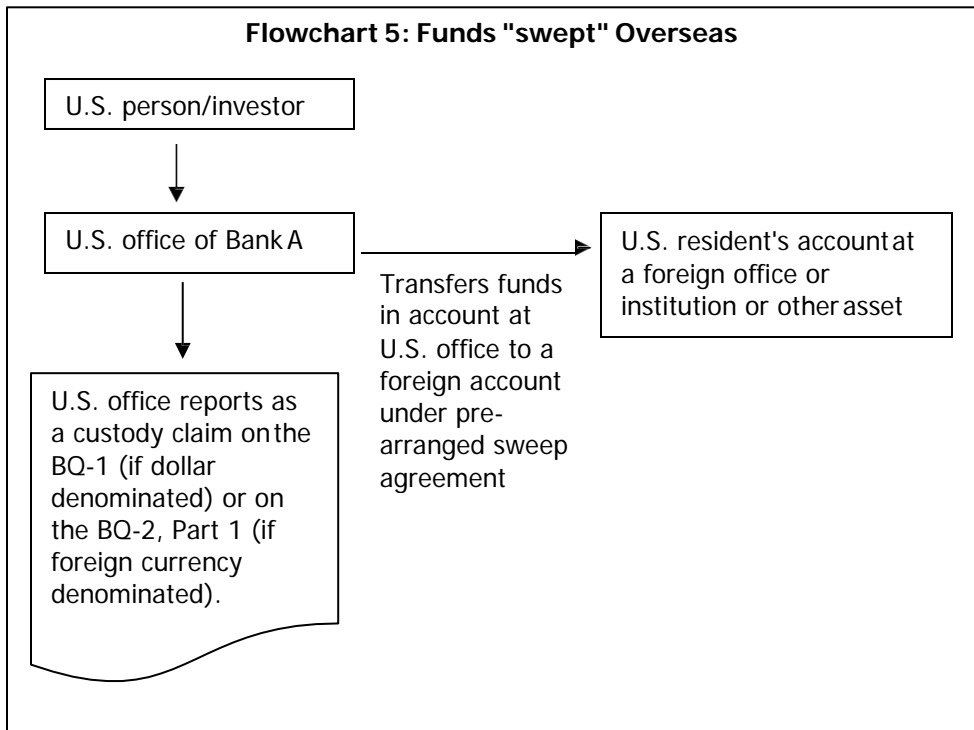 Flowchart 5: Funds "swept" Overseas
U.S. person/investor
U.S. office of Bank A
U.S. resident's account at
a foreign office or
institution or other asset
Transfers funds
in account at
U.S. office to a
foreign account
under pre-
arranged sweep
agreement
U.S. office reports as
a custody claim on the
BQ-1 (if dollar
denominated) or on
the BQ-2, Part 1 (if
foreign currency
denominated).